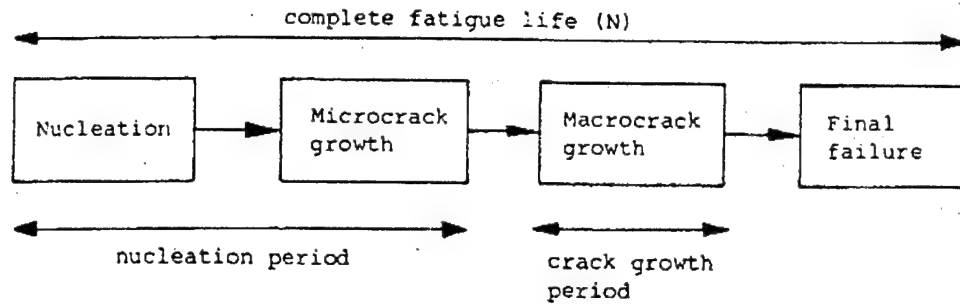 complete fatigue life (N)
Nucleation
Microcrack
growth
Macrocrack
growth
Final
failure
nucleation period
crack growth
period